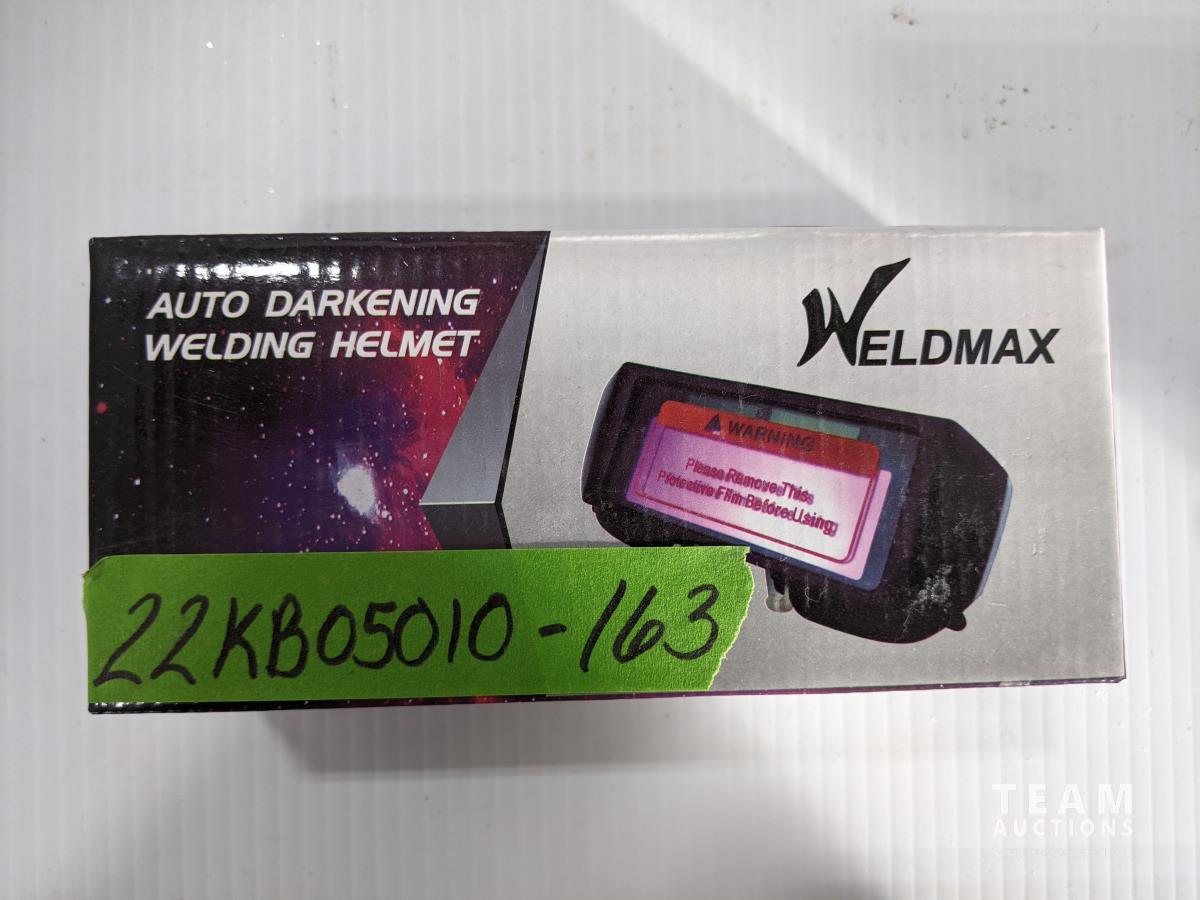 AUTO DARKENING
WELDING HELMET
WELDMAX
WARNING
Please Remove This
Protective Film Before Using
22KB05010-163
TEAM
AUCTIONS